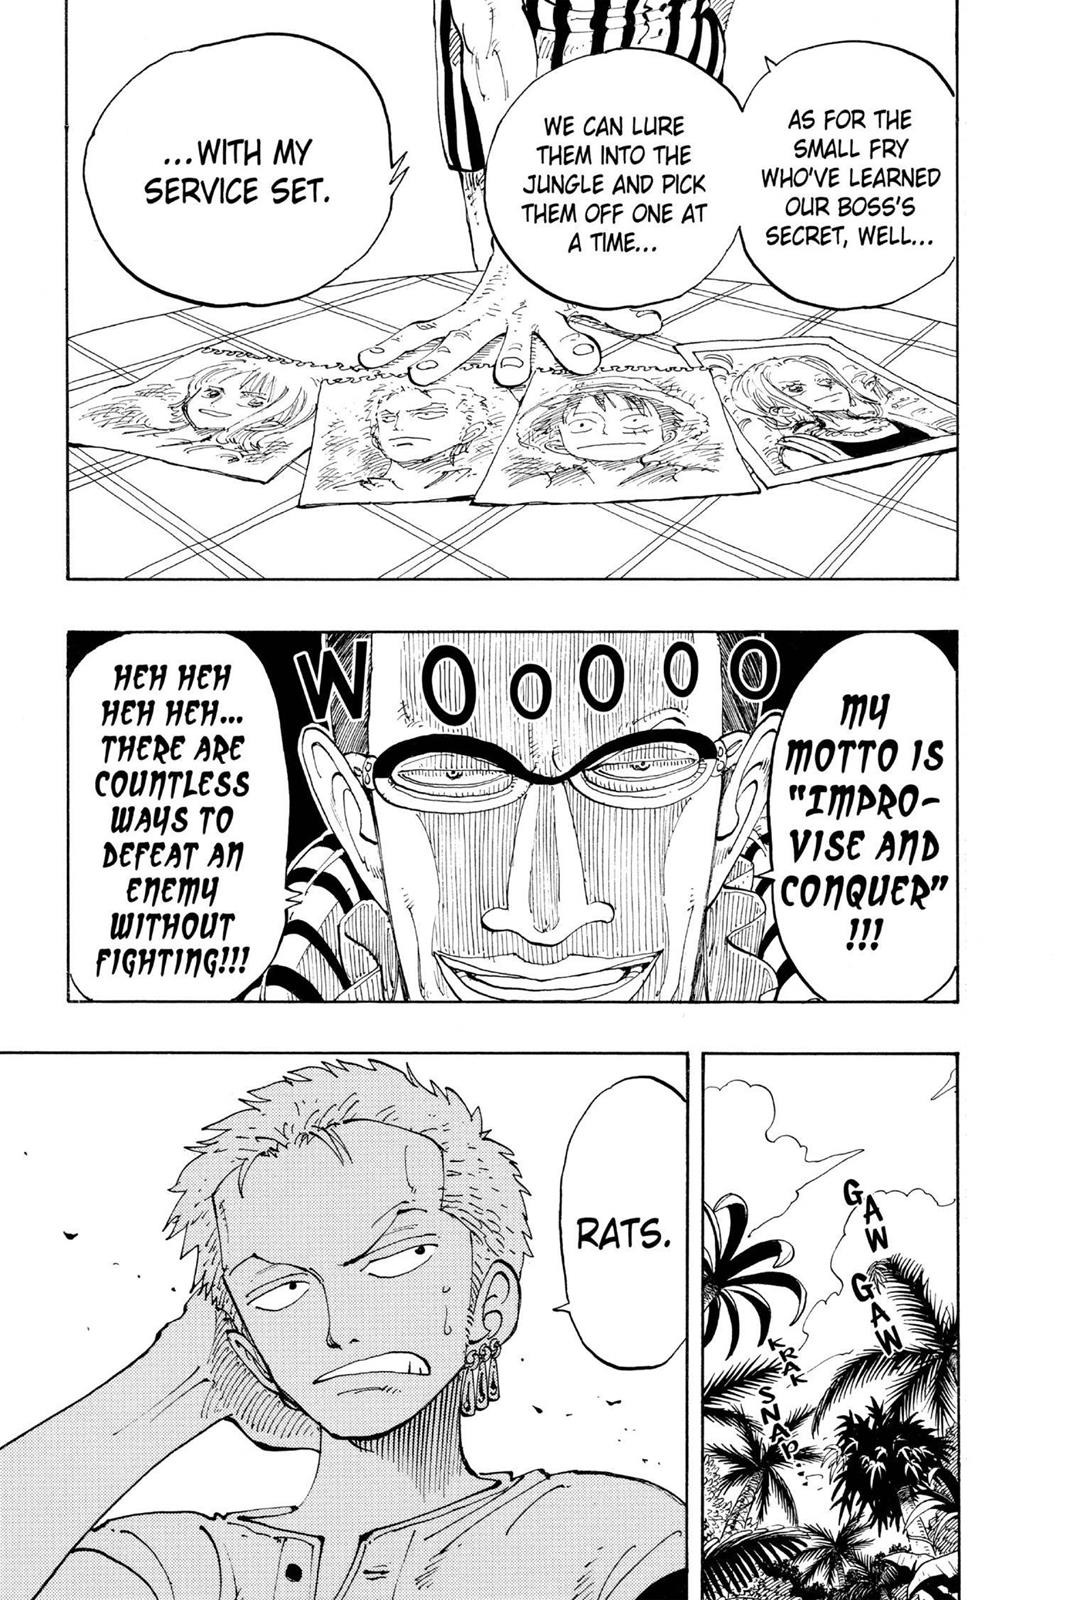 AS FOR THE
SMALL FRY
WHO'VE LEARNED
OUR BOSS'S
SECRET, WELL...
WE CAN LURE
THEM INTO THE
JUNGLE AND PICK
THEM OFF ONE AT
A TIME...
...WITH MY
SERVICE SET.
MY
MOTTO IS
"IMPRO-
VISE AND
CONQUER"
!!!
WOOOOO
HEH HEH
HEH HEH...
THERE ARE
COUNTLESS
WAYS TO
DEFEAT AN
ENEMY
WITHOUT
FIGHTING!!!
GAW
GAW
KRAK
SNAP...
RATS.